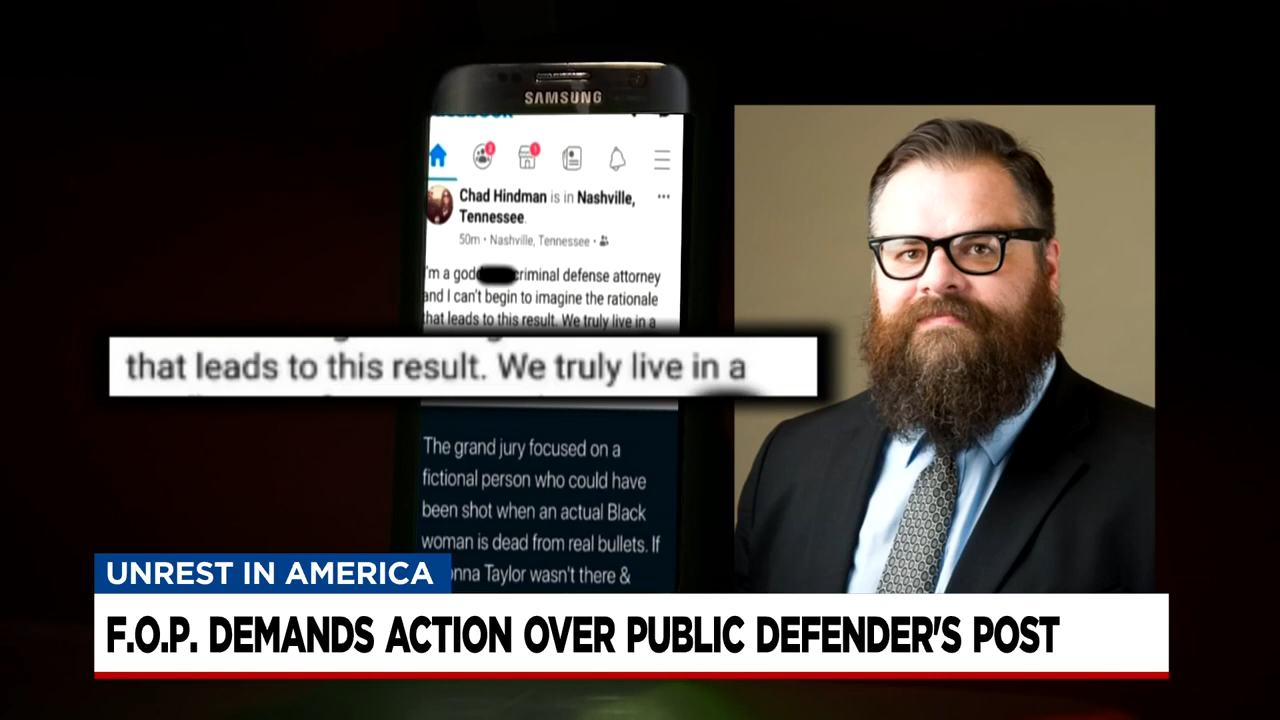 SAMSUNG
Chad Hindman is in Nashville,
Tennessee.
50m • Nashville, Tennessee •
I'm a god criminal defense attorney
and I can't begin to imagine the rationale
that leads to this result. We truly live in a
that leads to this result. We truly live in a
The grand jury focused on a
fictional person who could have
been shot when an actual Black
woman is dead from real bullets. If
onna Taylor wasn't there &
UNREST IN AMERICA
F.O.P. DEMANDS ACTION OVER PUBLIC DEFENDER'S POST